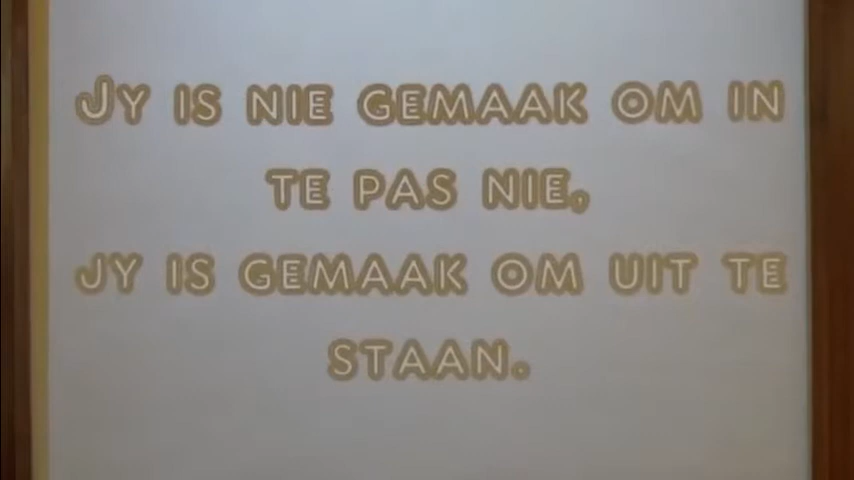 JY IS NIE GEMAAK OM IN
TE PAS NIE,
JY IS GEMAAK OM UIT TE
STAAN.